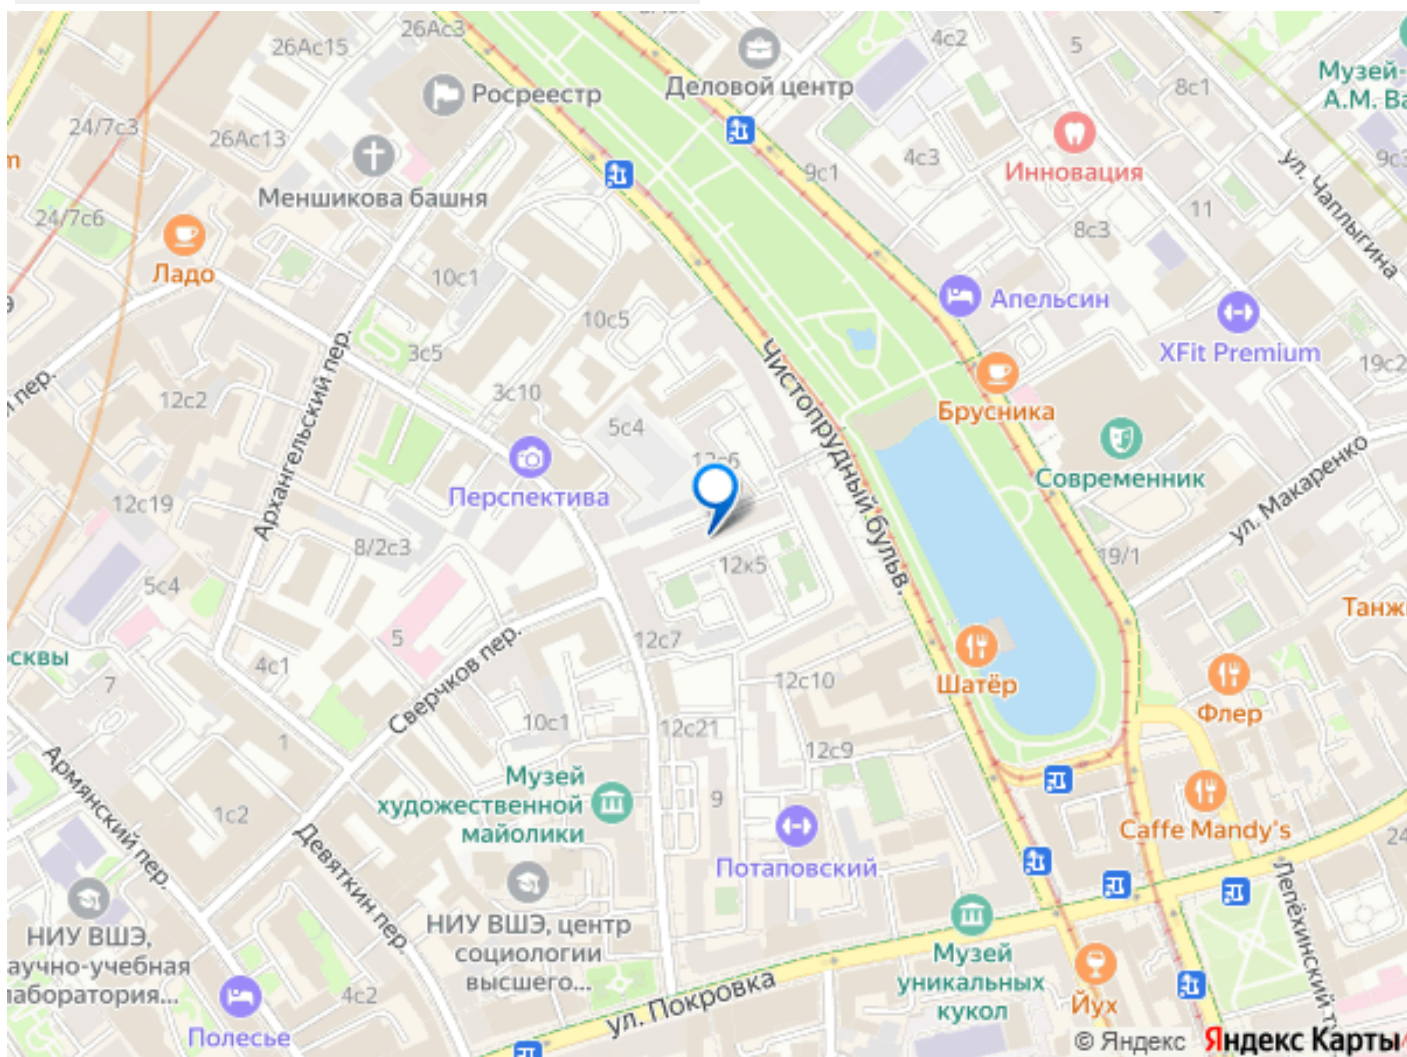 26Ас3
26Ас15
4с2
5
Деловой центр
Музей-
А.М. Ва
8с1
Росреестр
24/7с3
26Ас13
4с3
9с1
9с3
Инновация
ул. Чаплыгина
Меншикова башня
24/7с6
11
8с3
Ладо
10с1
Апельсин
10с5
3с5
XFit Premium
19с2
Архангельский пер.
Чистопрудный бульв.
пер.
12с2
3с10
Брусника
5с4
12с6
Современник
ул. Макаренко
Перспектива
12с19
8/2с3
19/1
12к5
5с4
Танж
5
12с7
Сверчков пер.
сквы
4с1
7
12с10
Шатёр
Флер
10с1
12с21
12с9
1
Армянский пер.
Музей
художественной
майолики
9
1с2
Caffe Mandy's
24
Девяткин пер.
Потаповский
Лепёхинский т
НИУ ВШЭ,
аучно-учебная
лаборатория...
НИУ ВШЭ, центр
социологии
высшего...
Музей
уникальных
кукол
4с2
ул. Покровка
Йух
Полесье
© Яндекс Яндекс Карты